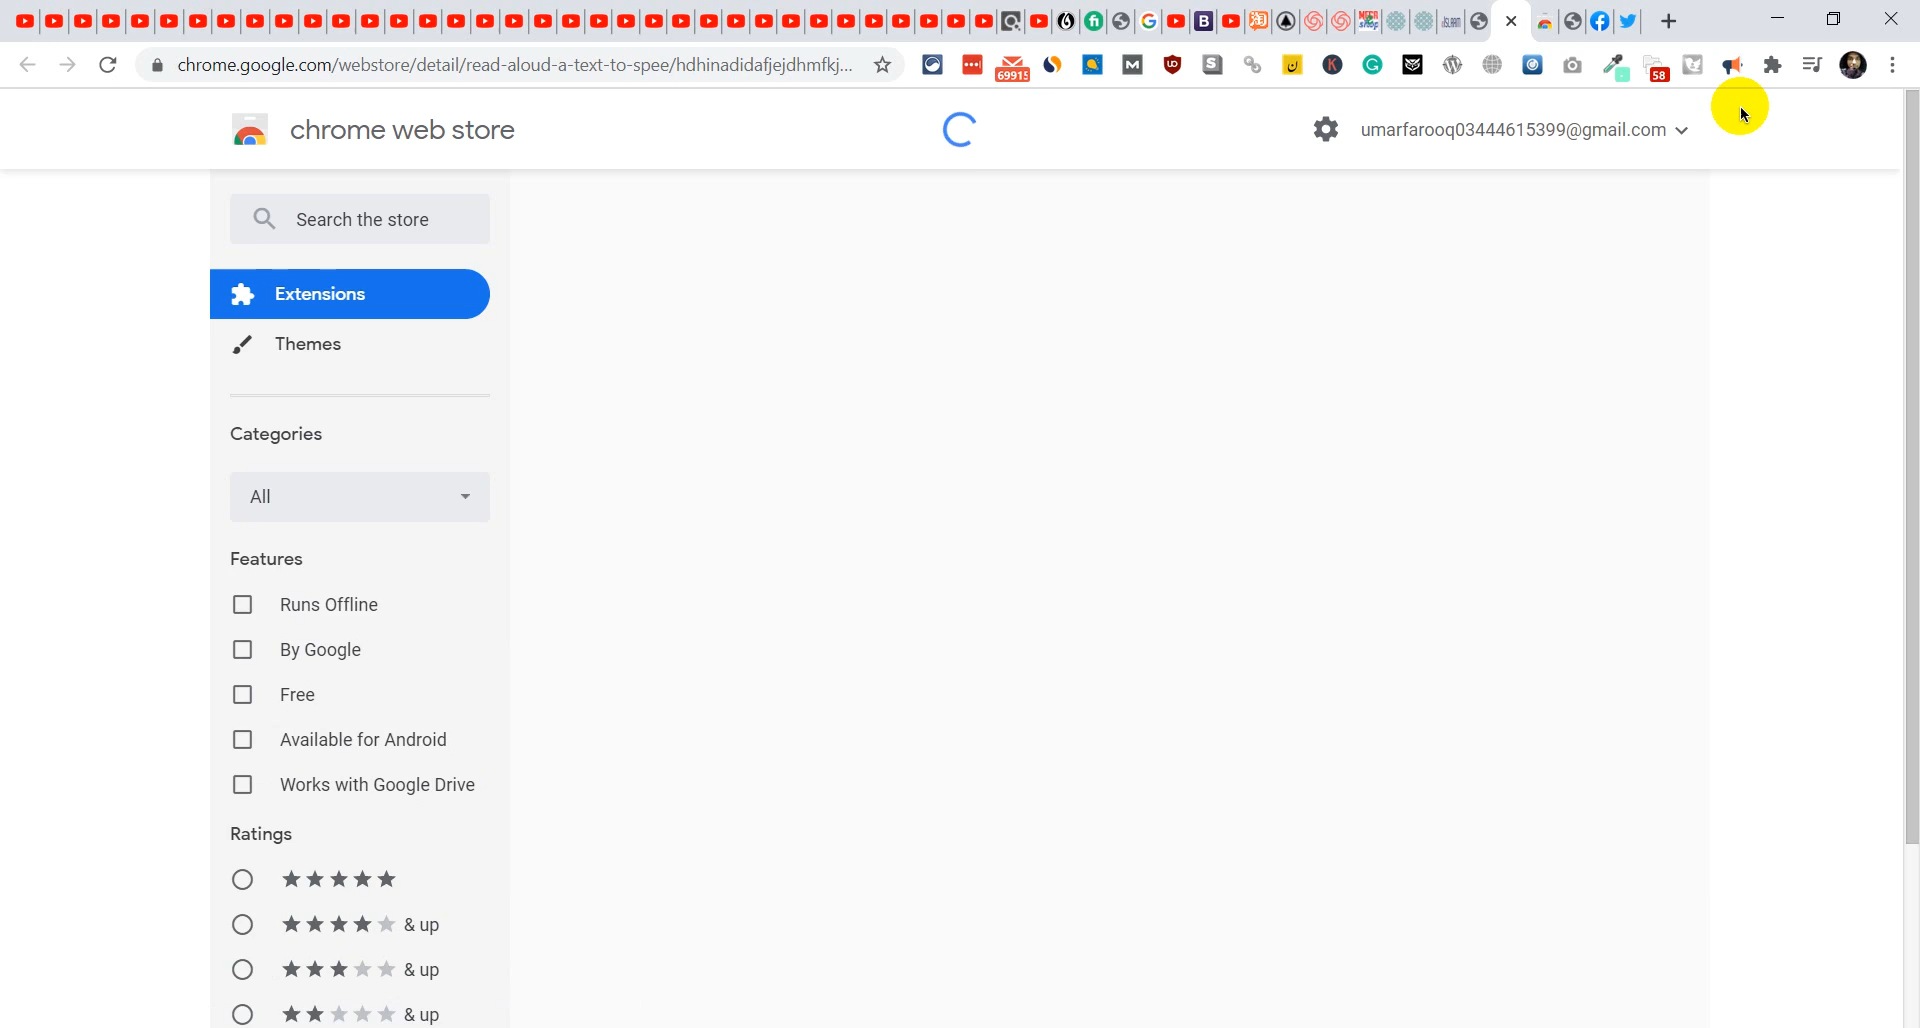 chrome.google.com/webstore/detail/read-aloud-a-text-to-spee/hdhinadidafjejdhmfkj...
69915
58
chrome web store
umarfarooq03444615399@gmail.com
Search the store
Extensions
Themes
Categories
All
Features
Runs Offline
By Google
Free
Available for Android
Works with Google Drive
Ratings
& up
& up
& up